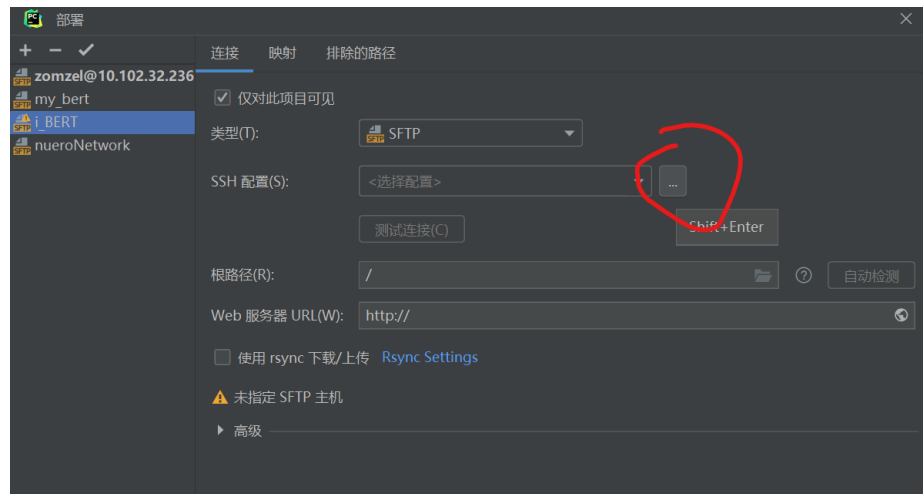 部署
连接 映射 排除的路径
zomzel@10.102.32.236
my_bert
i_BERT
nueroNetwork
仅对此项目可见
类型(T): SFTP
SSH 配置(S): <选择配置> ...
测试连接(C) Shift+Enter
根路径(R): / 自动检测
Web 服务器 URL(W): http://
使用 rsync 下载/上传 Rsync Settings
未指定 SFTP 主机
高级